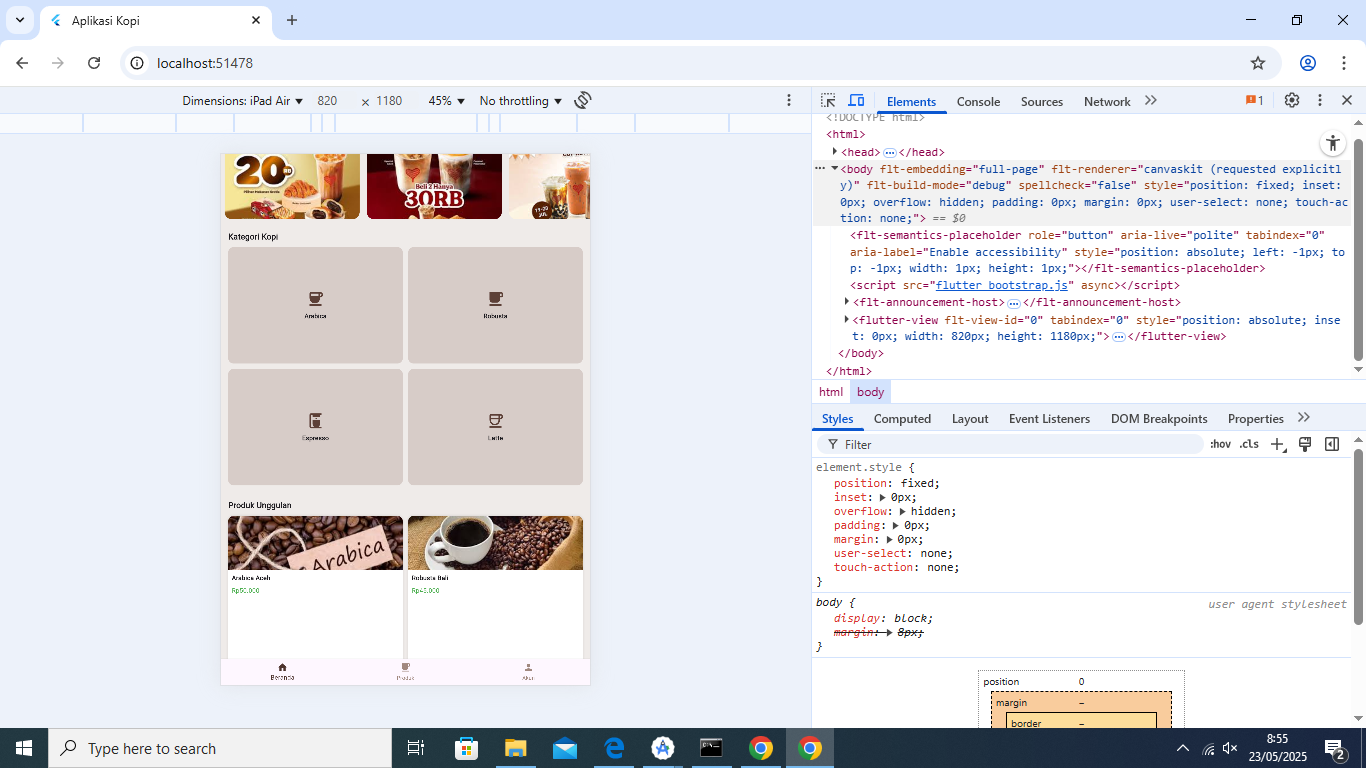 Aplikasi Kopi
localhost:51478
Dimensions: iPad Air 820 × 1180 45% No throttling
Elements Console Sources Network 1
<!DOCTYPE html>
<html>
<head> </head>
<body flt-embedding="full-page" flt-renderer="canvaskit (requested explicitl
y)" flt-build-mode="debug" spellcheck="false" style="position: fixed; inset:
0px; overflow: hidden; padding: 0px; margin: 0px; user-select: none; touch-ac
tion: none;"> == $0
<flt-semantics-placeholder role="button" aria-live="polite" tabindex="0"
aria-label="Enable accessibility" style="position: absolute; left: -1px; to
p: -1px; width: 1px; height: 1px;"></flt-semantics-placeholder>
<script src="flutter_bootstrap.js" async></script>
<flt-announcement-host> </flt-announcement-host>
<flutter-view flt-view-id="0" tabindex="0" style="position: absolute; inse
t: 0px; width: 820px; height: 1180px;"> </flutter-view>
</body>
</html>
html body
Styles Computed Layout Event Listeners DOM Breakpoints Properties
Filter :hov .cls
element.style {
position: fixed;
inset: 0px;
overflow: hidden;
padding: 0px;
margin: 0px;
user-select: none;
touch-action: none;
}
body { user agent stylesheet
display: block;
margin: 8px;
}
position 0
margin –
border –
20
Beli 2 Hanya
30RB
19-20
Kategori Kopi
Arabica
Robusta
Espresso
Latte
Produk Unggulan
Arabica
Arabica Aceh
Rp50.000
Robusta Bali
Rp45.000
Beranda
Produk
Akun
Type here to search
8:55
23/05/2025
2